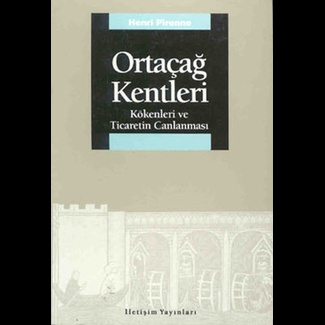 Henri Pirenne
Ortaçağ
Kentleri
Kökenleri ve
Ticaretin Canlanması
İletişim Yayınları